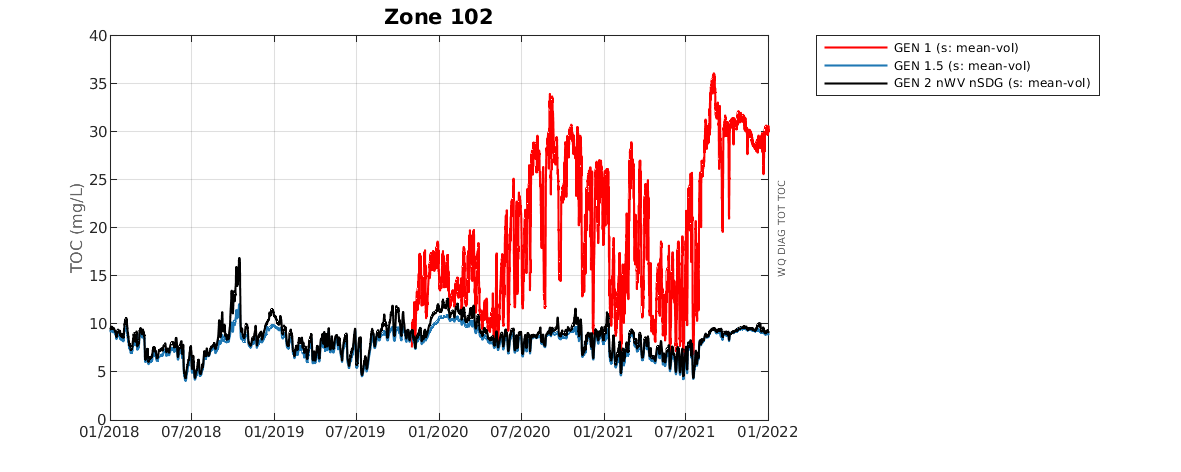 Zone 102
GEN 1 (s: mean-vol)
GEN 1.5 (s: mean-vol)
GEN 2 nWV nSDG (s: mean-vol)
TOC (mg/L)
40
35
30
25
20
15
10
5
0
01/2018 07/2018 01/2019 07/2019 01/2020 07/2020 01/2021 07/2021 01/2022
WQ DIAG TOT TOC